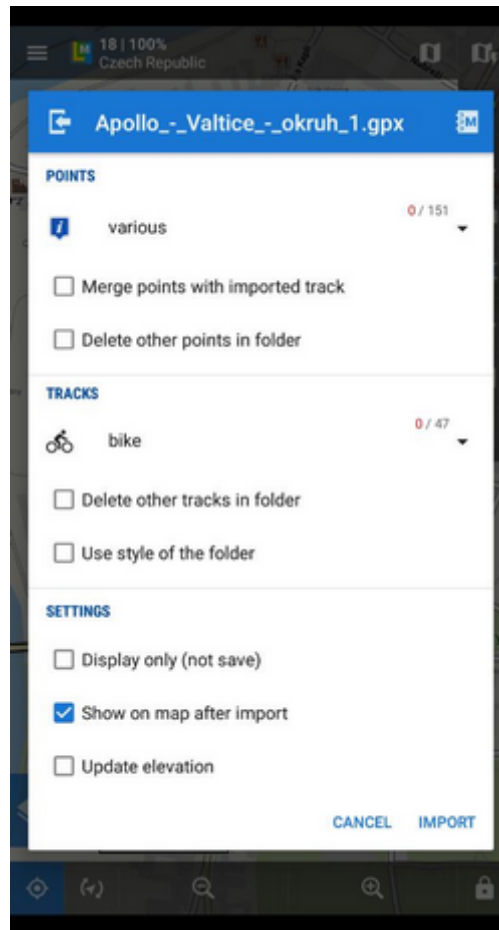 18 | 100%
Czech Republic
Apollo_-_Valtice_-_okruh_1.gpx
POINTS
various
0 / 151
Merge points with imported track
Delete other points in folder
TRACKS
bike
0 / 47
Delete other tracks in folder
Use style of the folder
SETTINGS
Display only (not save)
Show on map after import
Update elevation
CANCEL IMPORT